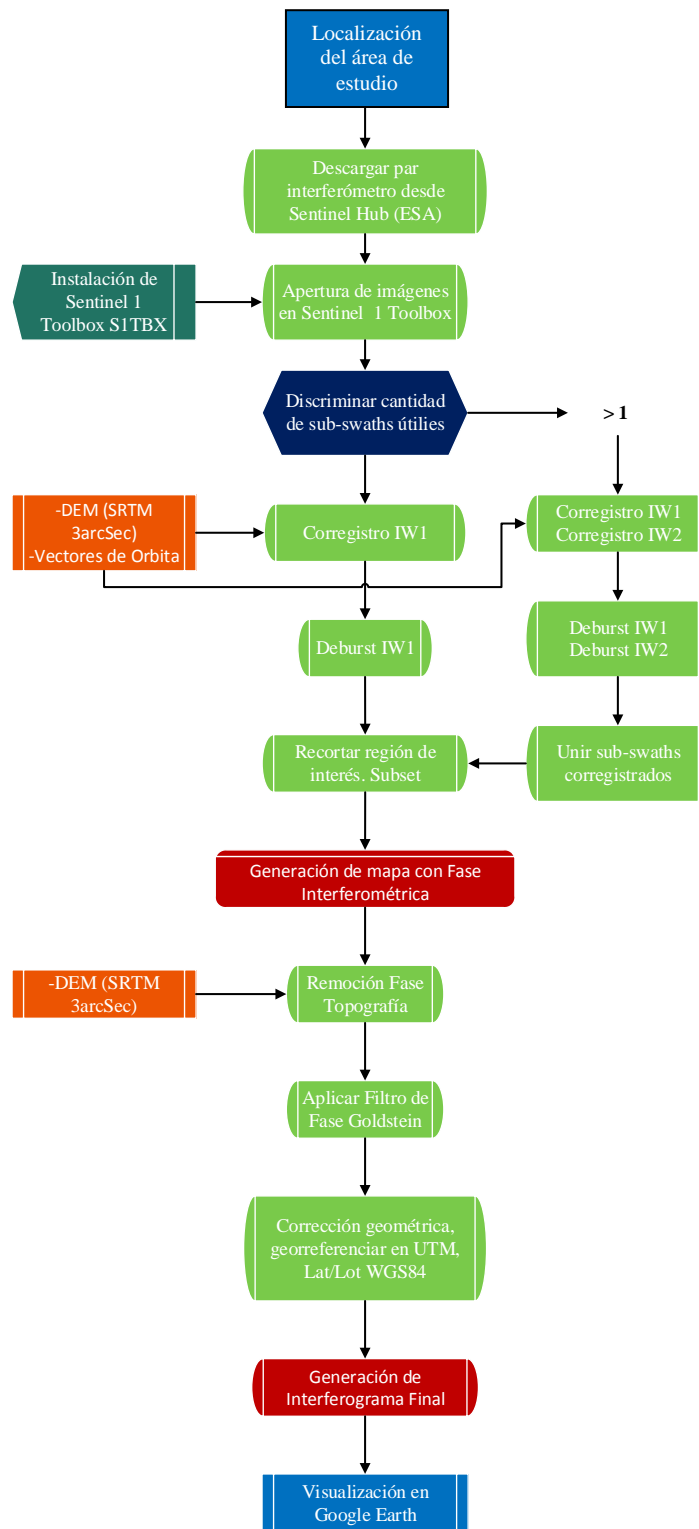 Localización
del área de
estudio
Descargar par
interferómetro desde
Sentinel Hub (ESA)
Instalación de
Sentinel 1
Toolbox S1TBX
Apertura de imágenes
en Sentinel 1 Toolbox
Discriminar cantidad
de sub-swaths útilies
> 1
-DEM (SRTM
3arcSec)
-Vectores de Orbita
Corregistro IW1
Corregistro IW1
Corregistro IW2
Deburst IW1
Deburst IW1
Deburst IW2
Recortar región de
interés. Subset
Unir sub-swaths
corregistrados
Generación de mapa con Fase
Interferométrica
-DEM (SRTM
3arcSec)
Remoción Fase
Topografía
Aplicar Filtro de
Fase Goldstein
Corrección geométrica,
georreferenciar en UTM,
Lat/Lot WGS84
Generación de
Interferograma Final
Visualización en
Google Earth